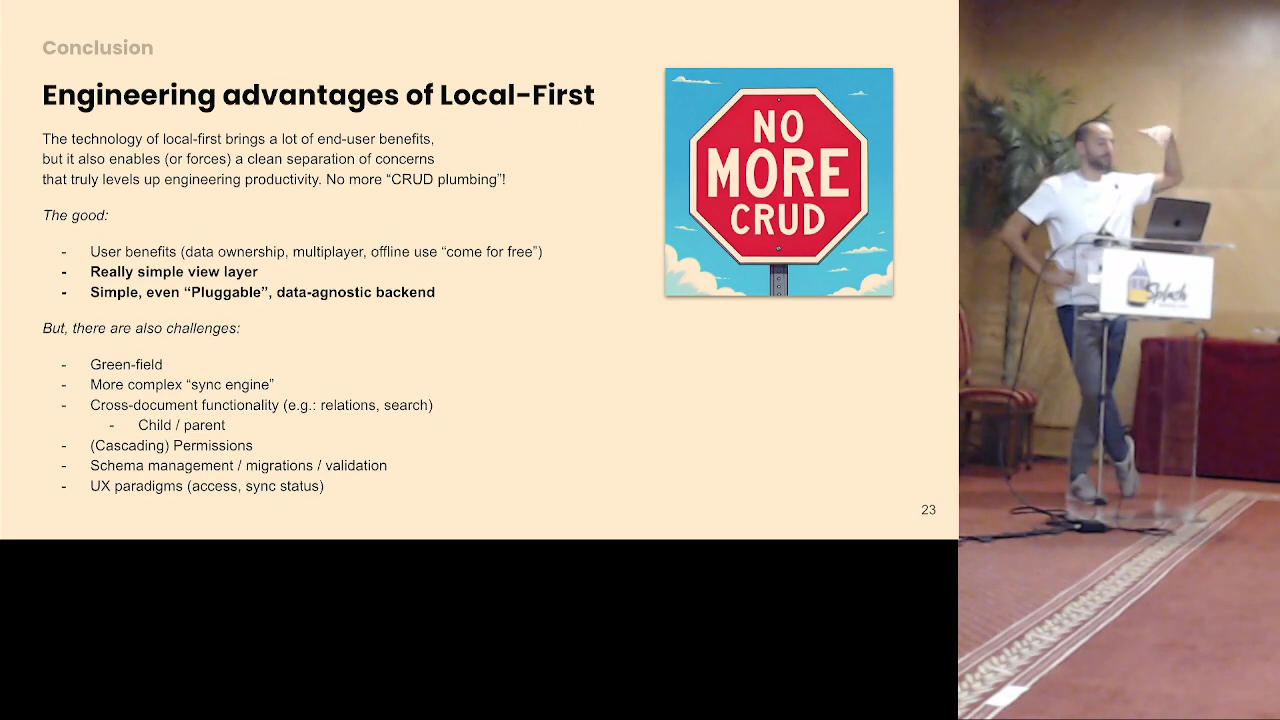 Conclusion
Engineering advantages of Local-First
The technology of local-first brings a lot of end-user benefits,
but it also enables (or forces) a clean separation of concerns
that truly levels up engineering productivity. No more “CRUD plumbing”!
The good:
- User benefits (data ownership, multiplayer, offline use “come for free”)
- Really simple view layer
- Simple, even “Pluggable”, data-agnostic backend
But, there are also challenges:
- Green-field
- More complex “sync engine”
- Cross-document functionality (e.g.: relations, search)
- Child / parent
- (Cascading) Permissions
- Schema management / migrations / validation
- UX paradigms (access, sync status)
23
NO
MORE
CRUD
Splash